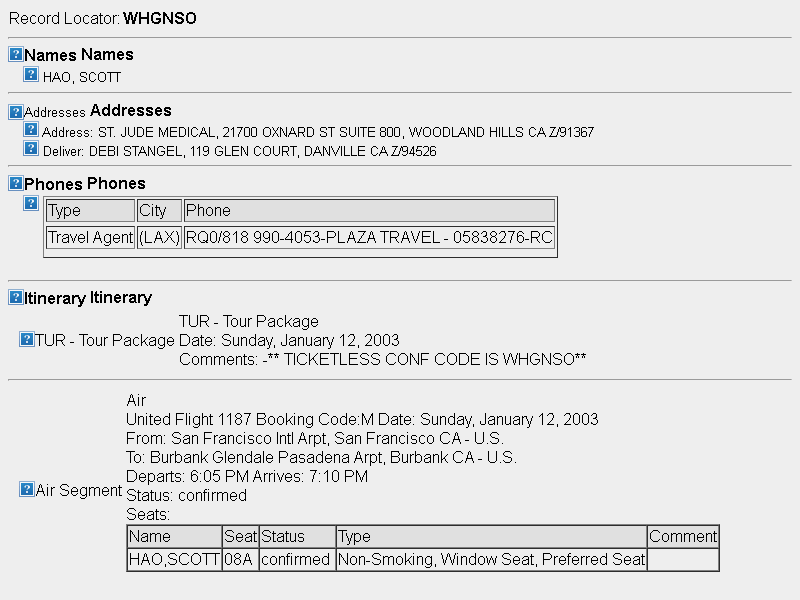 Record Locator: WHGNSO
Names Names
HAO, SCOTT
Addresses Addresses
Address: ST. JUDE MEDICAL, 21700 OXNARD ST SUITE 800, WOODLAND HILLS CA Z/91367
Deliver: DEBI STANGEL, 119 GLEN COURT, DANVILLE CA Z/94526
Phones Phones
Type City Phone
Travel Agent (LAX) RQ0/818 990-4053-PLAZA TRAVEL - 05838276-RC
Itinerary Itinerary
TUR - Tour Package
TUR - Tour Package Date: Sunday, January 12, 2003
Comments: -** TICKETLESS CONF CODE IS WHGNSO**
Air
United Flight 1187 Booking Code:M Date: Sunday, January 12, 2003
From: San Francisco Intl Arpt, San Francisco CA - U.S.
To: Burbank Glendale Pasadena Arpt, Burbank CA - U.S.
Departs: 6:05 PM Arrives: 7:10 PM
Air Segment Status: confirmed
Seats:
Name Seat Status Type Comment
HAO,SCOTT 08A confirmed Non-Smoking, Window Seat, Preferred Seat